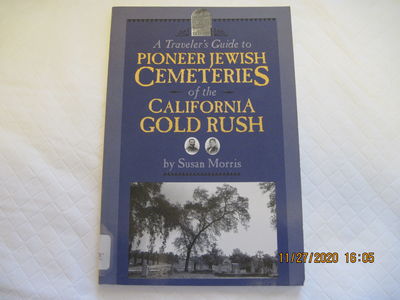 A Traveler's Guide to
PIONEER JEWISH
CEMETERIES
of the
CALIFORNIA
GOLD RUSH
by Susan Morris
11/27/2020 16:05